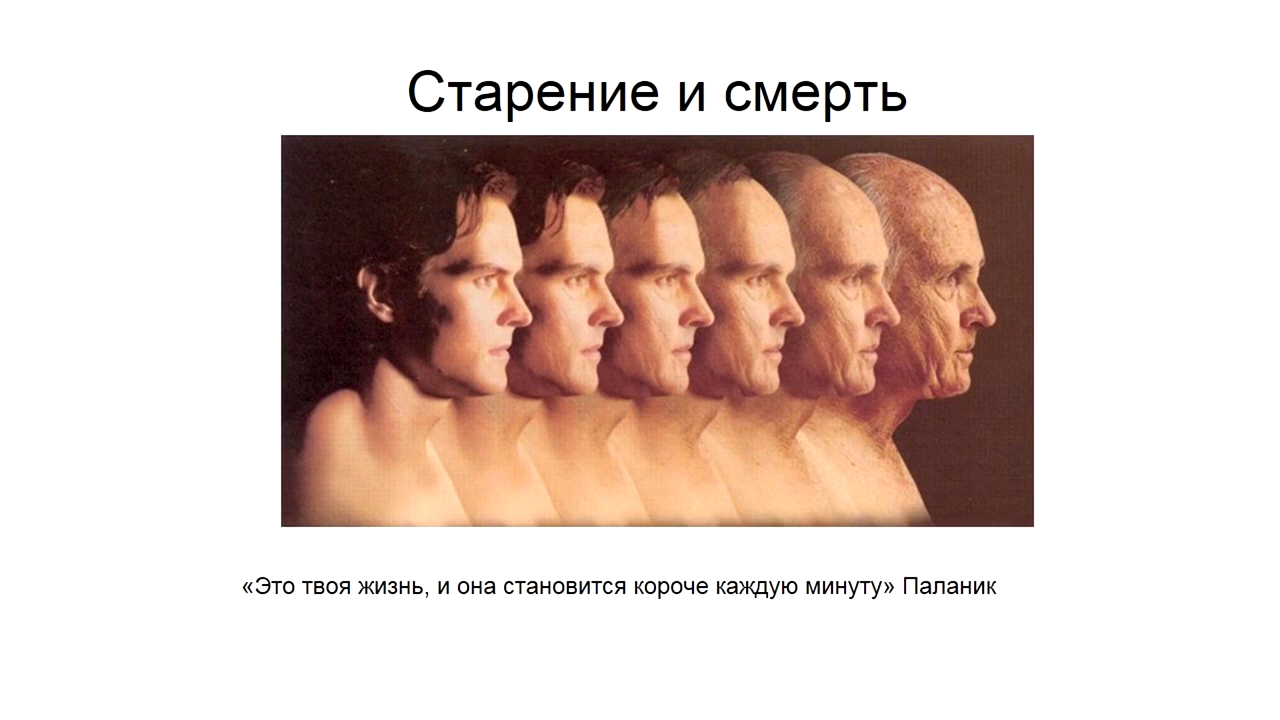 Старение и смерть
«Это твоя жизнь, и она становится короче каждую минуту» Паланик